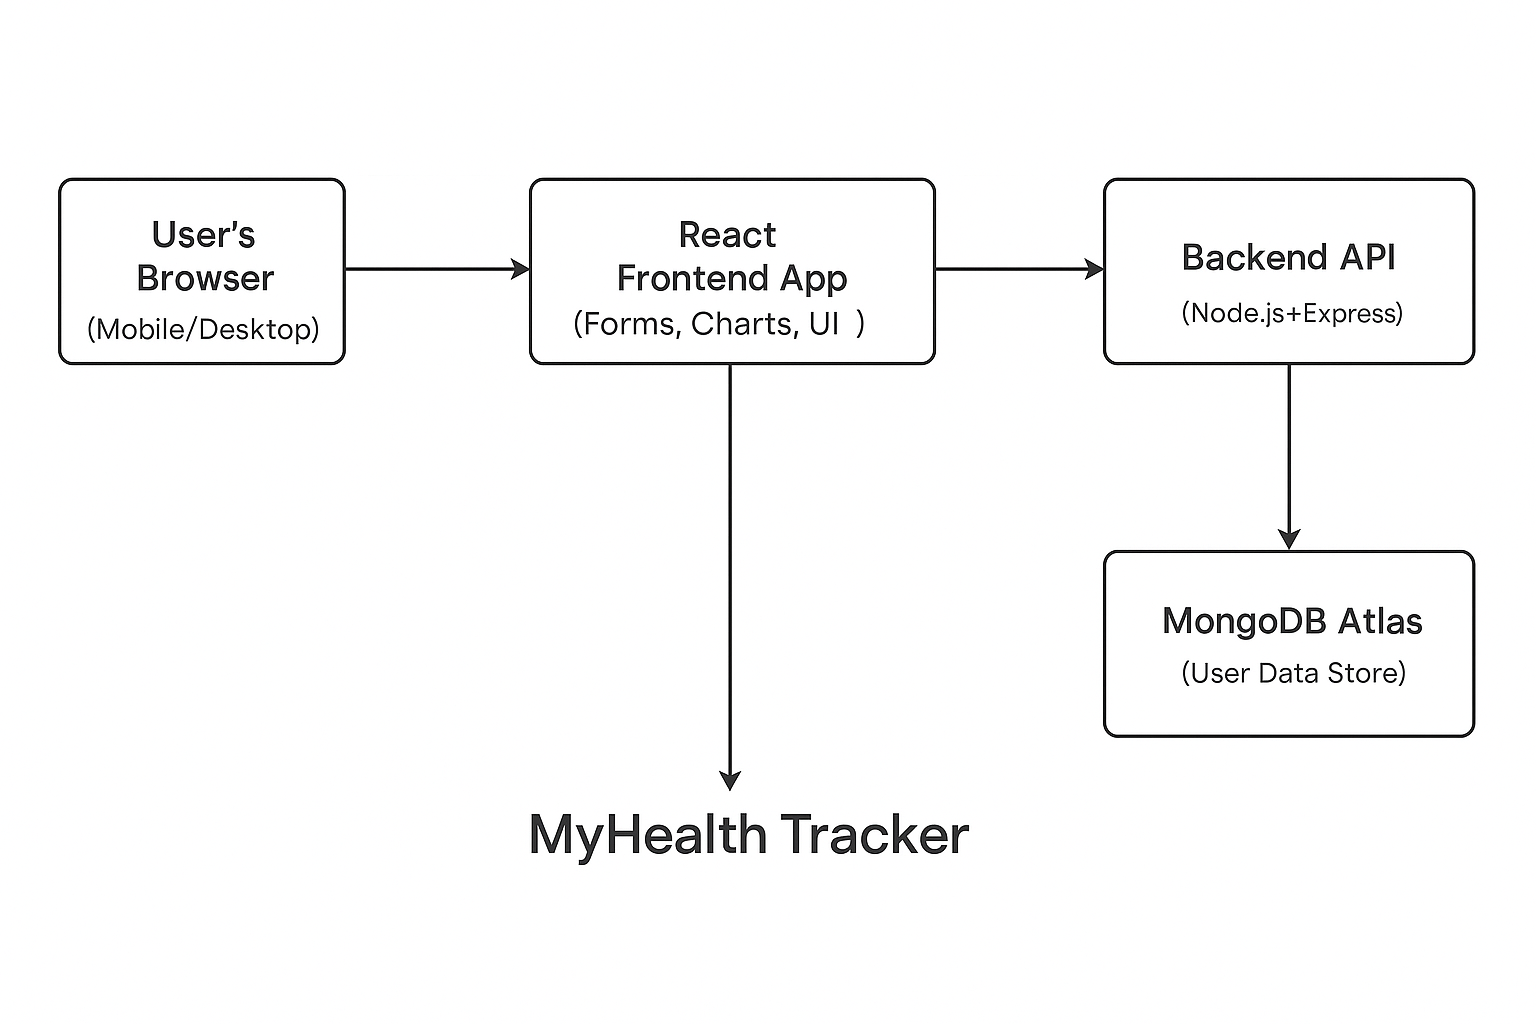 User’s
Browser
(Mobile/Desktop)
React
Frontend App
(Forms, Charts, UI )
Backend API
(Node.js+Express)
MongoDB Atlas
(User Data Store)
MyHealth Tracker